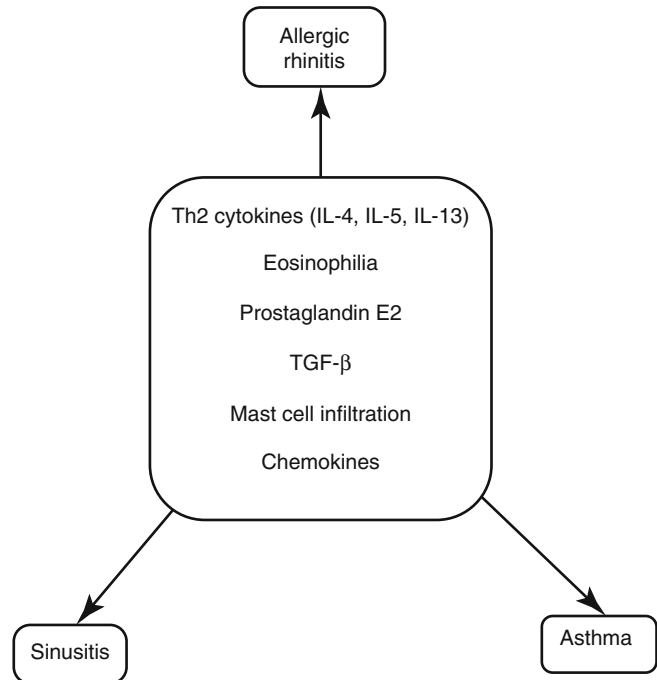 Allergic
rhinitis
Th2 cytokines (IL-4, IL-5, IL-13)
Eosinophilia
Prostaglandin E2
TGF-β
Mast cell infiltration
Chemokines
Sinusitis
Asthma